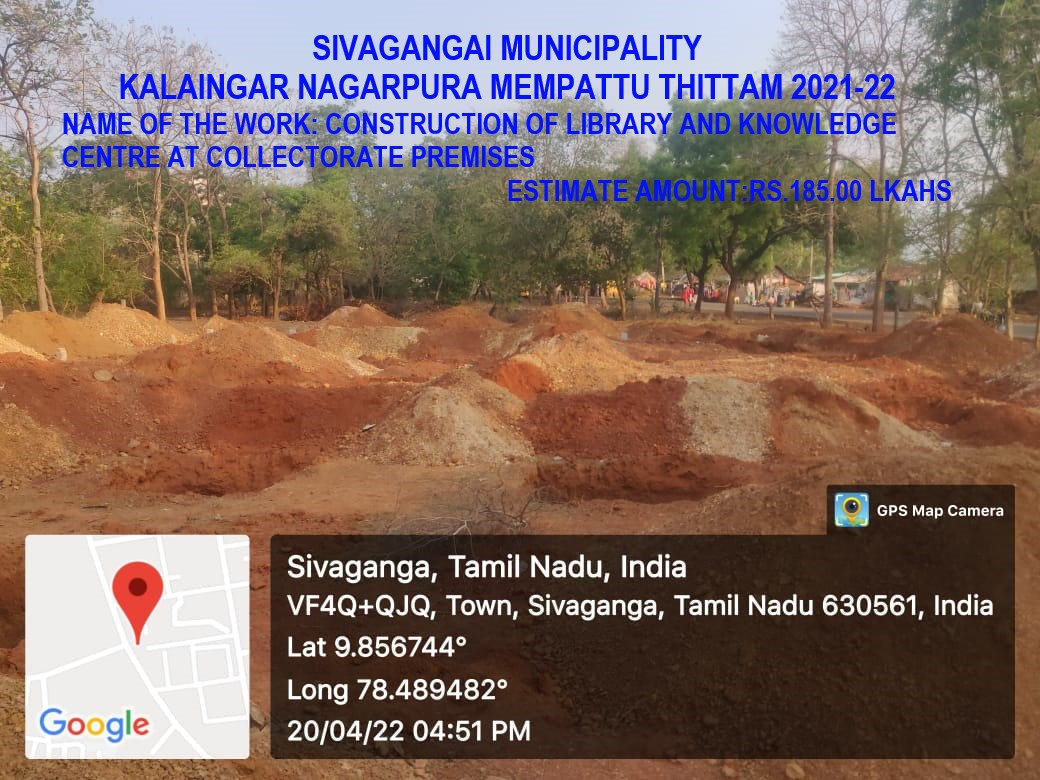 SIVAGANGAI MUNICIPALITY
KALAINGAR NAGARPURA MEMPATTU THITTAM 2021-22
NAME OF THE WORK: CONSTRUCTION OF LIBRARY AND KNOWLEDGE
CENTRE AT COLLECTORATE PREMISES
ESTIMATE AMOUNT:RS.185.00 LKAHS
GPS Map Camera
Sivaganga, Tamil Nadu, India
VF4Q+QJQ, Town, Sivaganga, Tamil Nadu 630561, India
Lat 9.856744°
Long 78.489482°
20/04/22 04:51 PM
Google